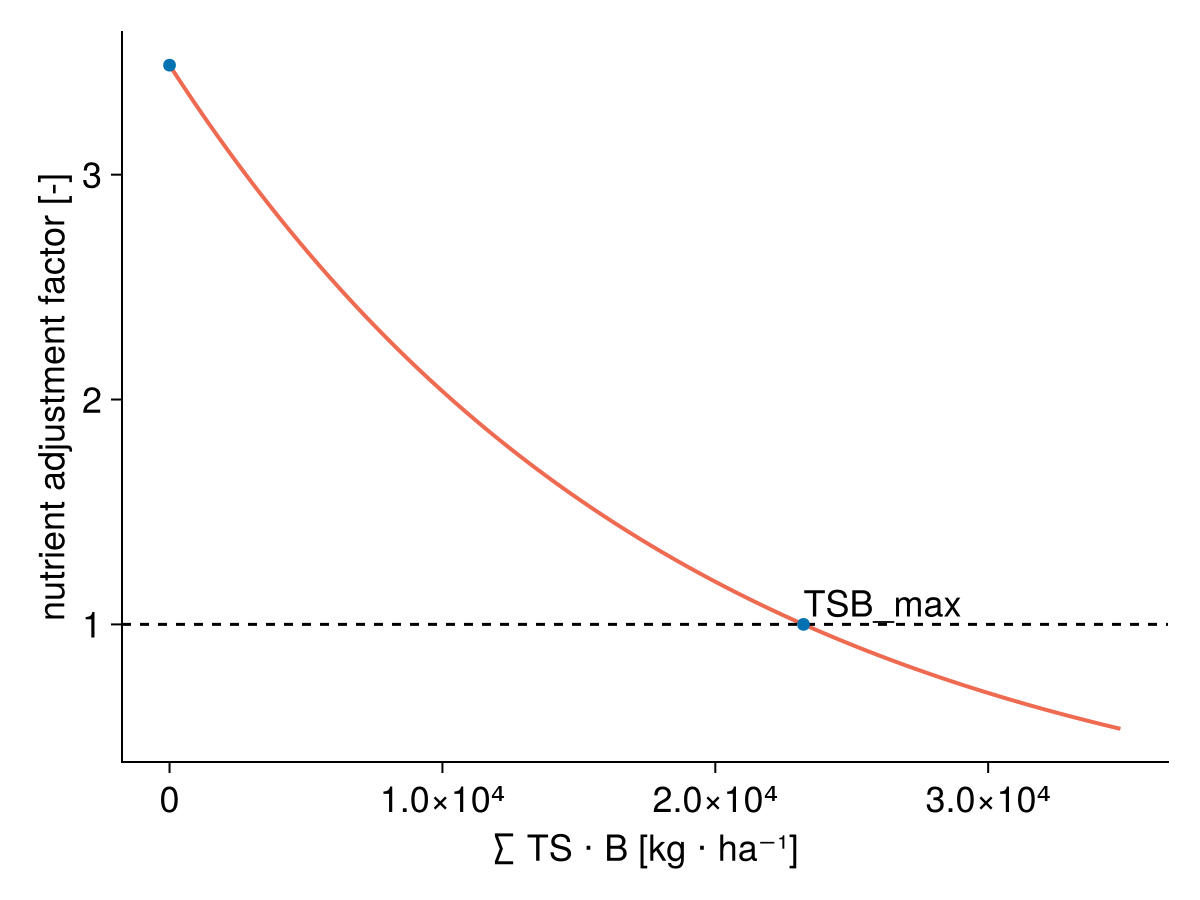 nutrient adjustment factor [-]
3
2
1
TSB_max
0
1.0×10⁴
2.0×10⁴
3.0×10⁴
∑ TS · B [kg · ha⁻¹]